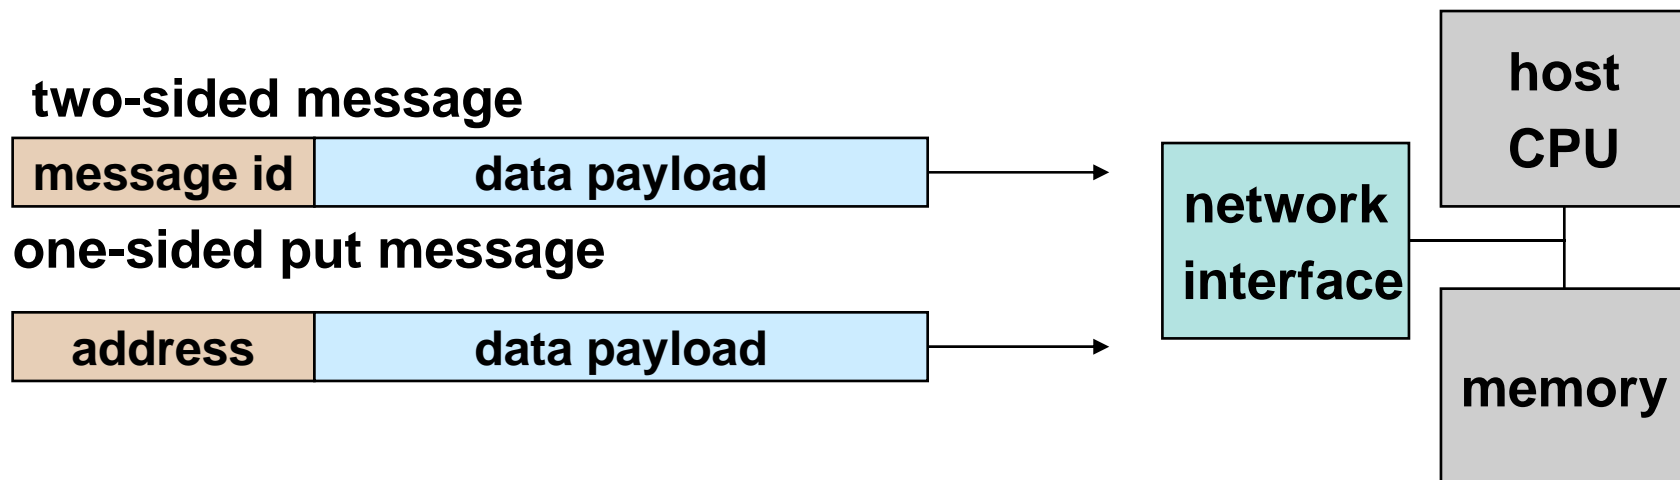 two-sided message
message id
data payload
one-sided put message
address
data payload
network
interface
host
CPU
memory